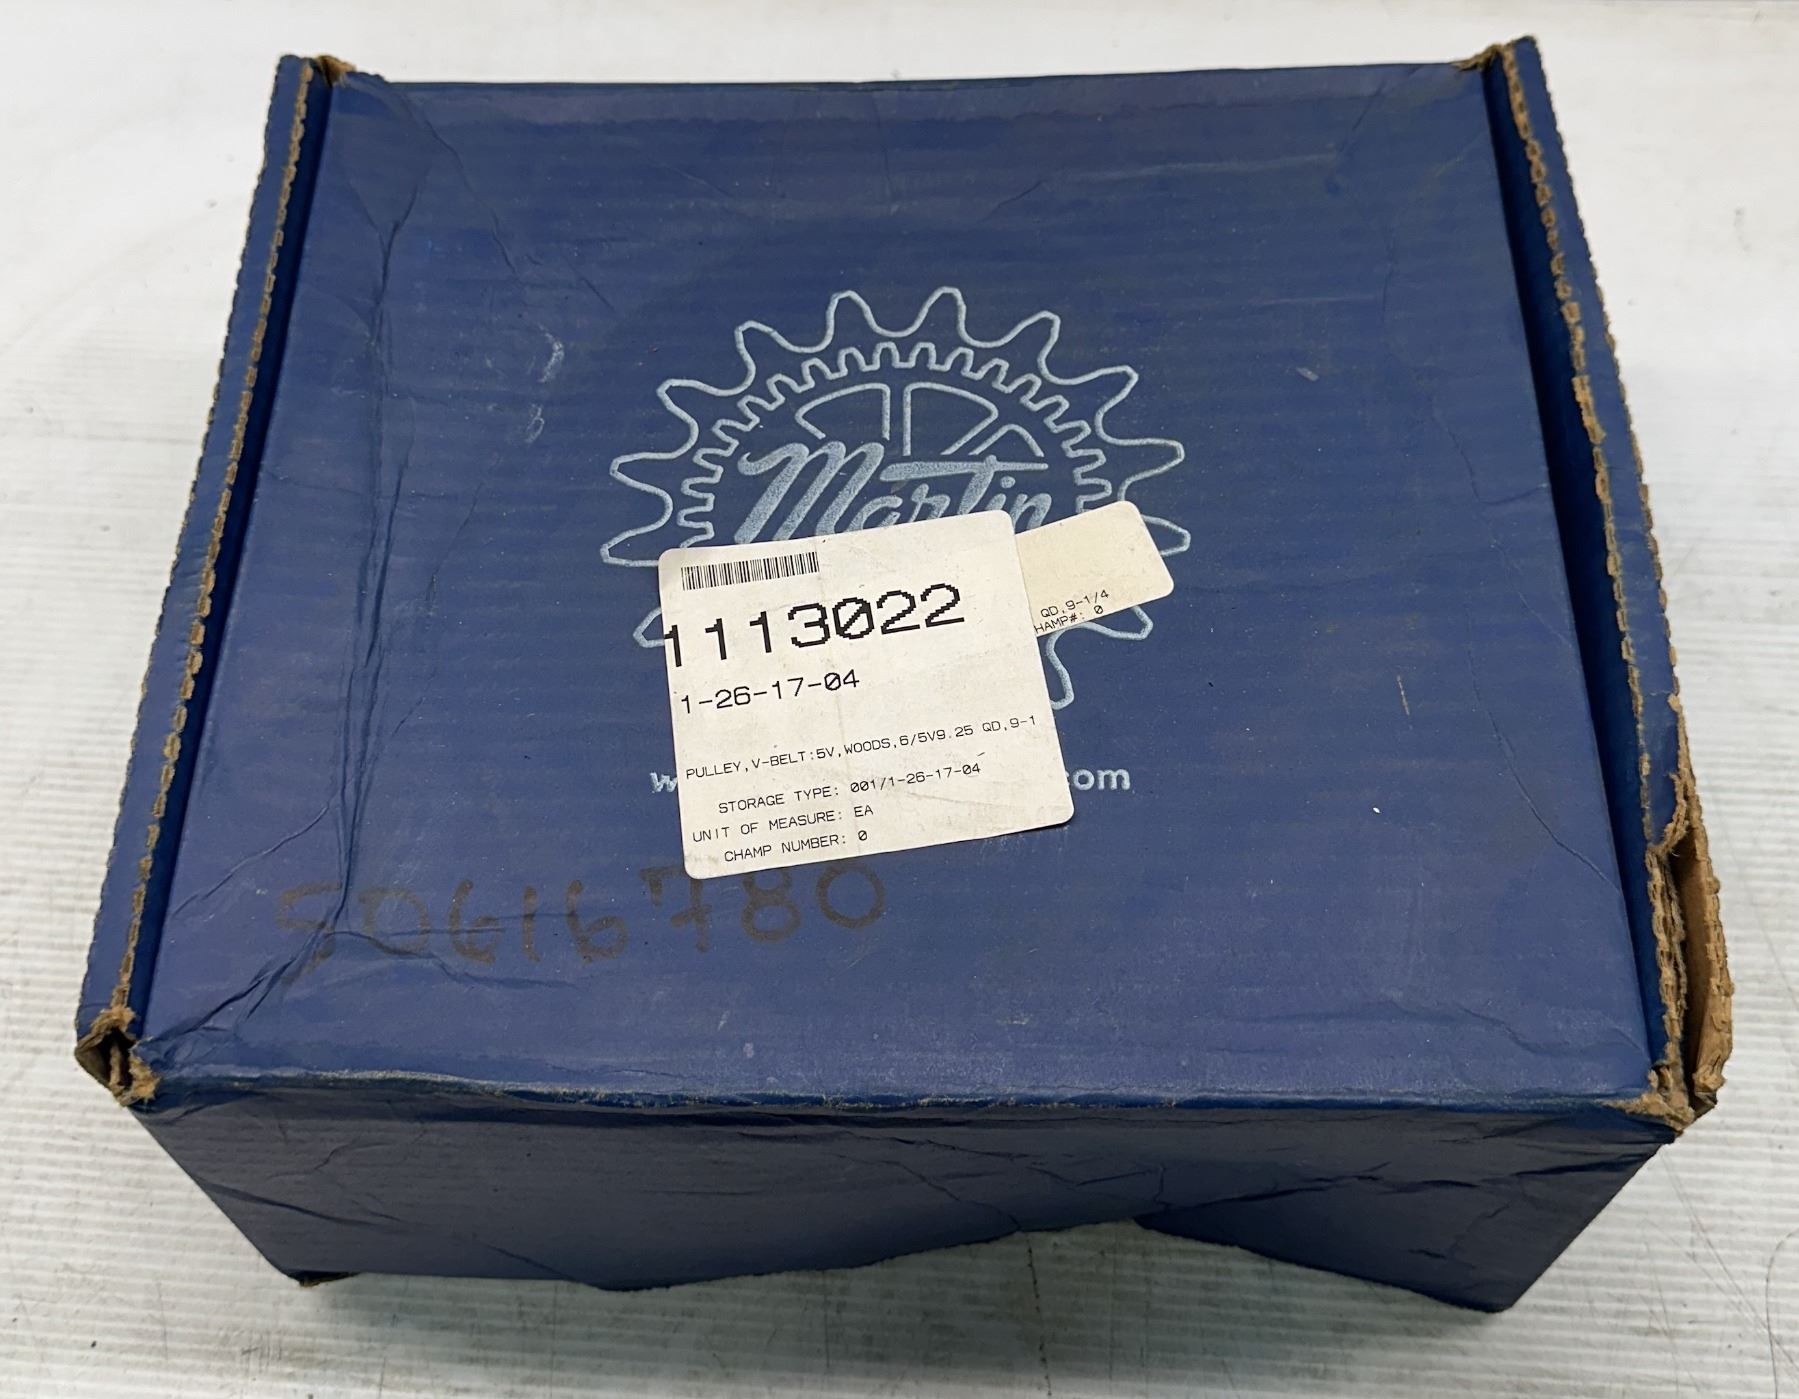 Martin
1113022
1-26-17-04
QD,9-1/4
HAMP#: 0
PULLEY,V-BELT:5V,WOODS,6/5V9.25 QD,9-1
STORAGE TYPE: 001/1-26-17-04
UNIT OF MEASURE: EA
CHAMP NUMBER: 0
w
com
50616780